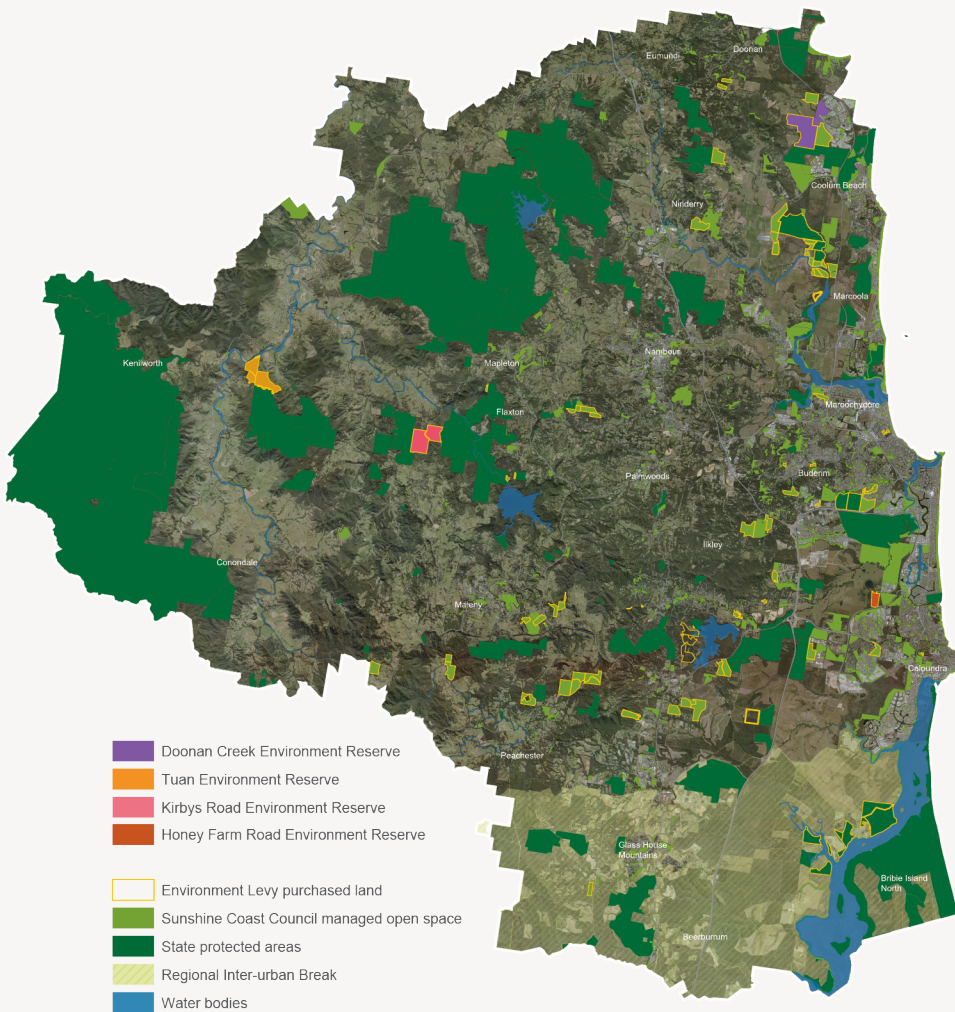 Eumundi
Doonan
Coolum Beach
Ninderry
Marcoola
Kenilworth
Mapleton
Nambour
Flaxton
Maroochydore
Buderim
Palmwoods
Ilkley
Conondale
Maleny
Caloundra
Peachester
Glass House
Mountains
Bribie Island
North
Beerburrum
Doonan Creek Environment Reserve
Tuan Environment Reserve
Kirbys Road Environment Reserve
Honey Farm Road Environment Reserve
Environment Levy purchased land
Sunshine Coast Council managed open space
State protected areas
Regional Inter-urban Break
Water bodies